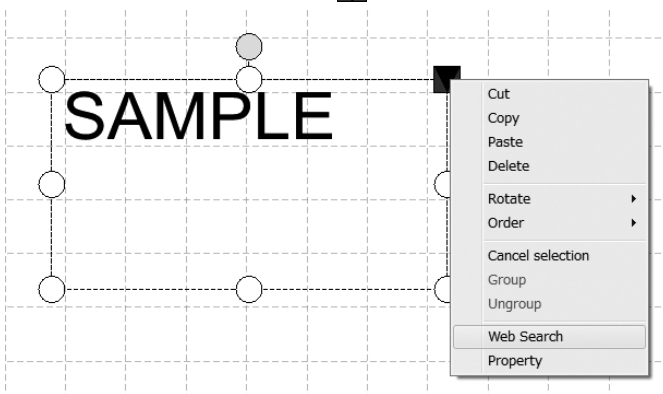 SAMPLE
Cut
Copy
Paste
Delete
Rotate
Order
Cancel selection
Group
Ungroup
Web Search
Property